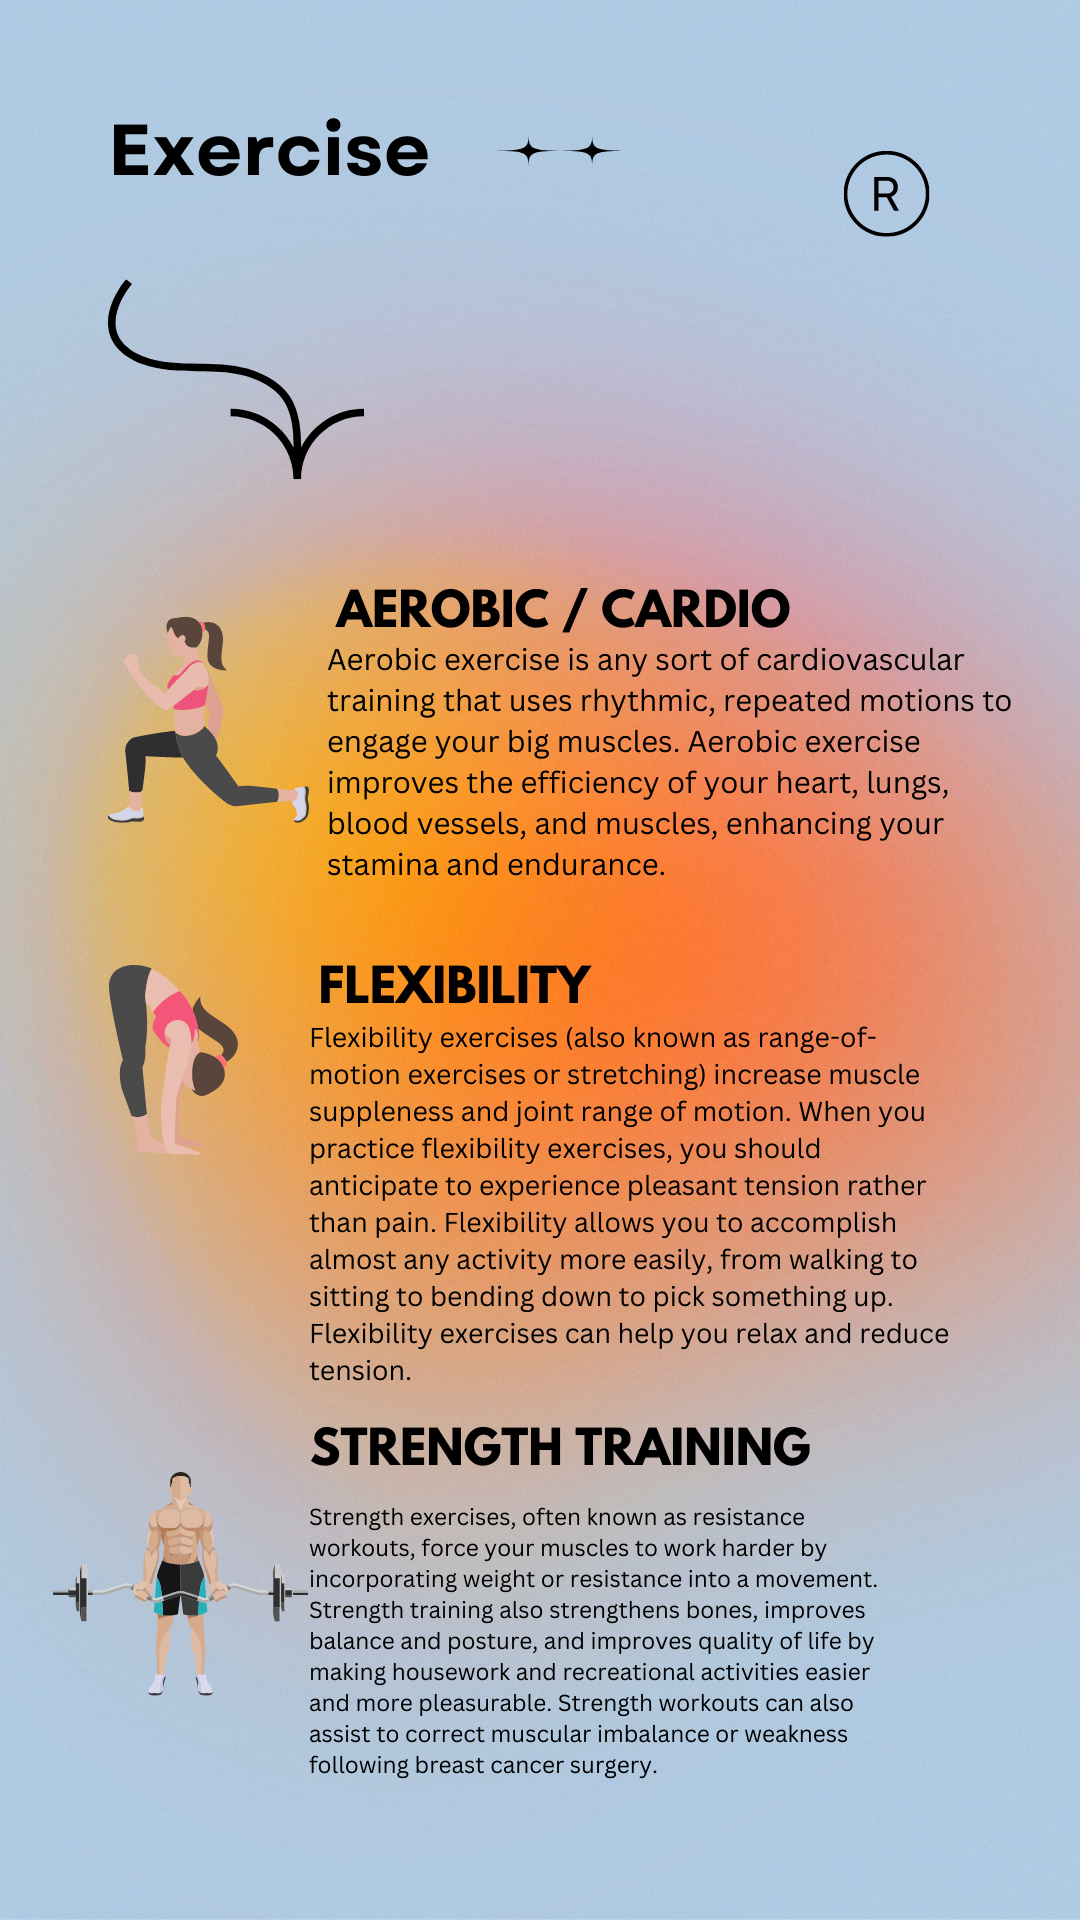 Exercise
R
AEROBIC / CARDIO
Aerobic exercise is any sort of cardiovascular
training that uses rhythmic, repeated motions to
engage your big muscles. Aerobic exercise
improves the efficiency of your heart, lungs,
blood vessels, and muscles, enhancing your
stamina and endurance.
FLEXIBILITY
Flexibility exercises (also known as range-of-
motion exercises or stretching) increase muscle
suppleness and joint range of motion. When you
practice flexibility exercises, you should
anticipate to experience pleasant tension rather
than pain. Flexibility allows you to accomplish
almost any activity more easily, from walking to
sitting to bending down to pick something up.
Flexibility exercises can help you relax and reduce
tension.
STRENGTH TRAINING
Strength exercises, often known as resistance
workouts, force your muscles to work harder by
incorporating weight or resistance into a movement.
Strength training also strengthens bones, improves
balance and posture, and improves quality of life by
making housework and recreational activities easier
and more pleasurable. Strength workouts can also
assist to correct muscular imbalance or weakness
following breast cancer surgery.